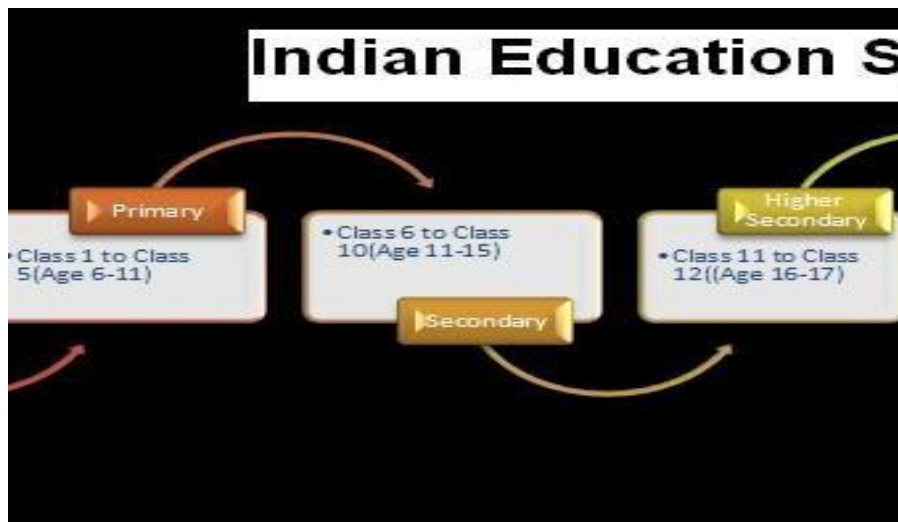 Indian Education S
Primary
• Class 1 to Class
5(Age 6-11)
• Class 6 to Class
10(Age 11-15)
Secondary
Higher
Secondary
• Class 11 to Class
12((Age 16-17)